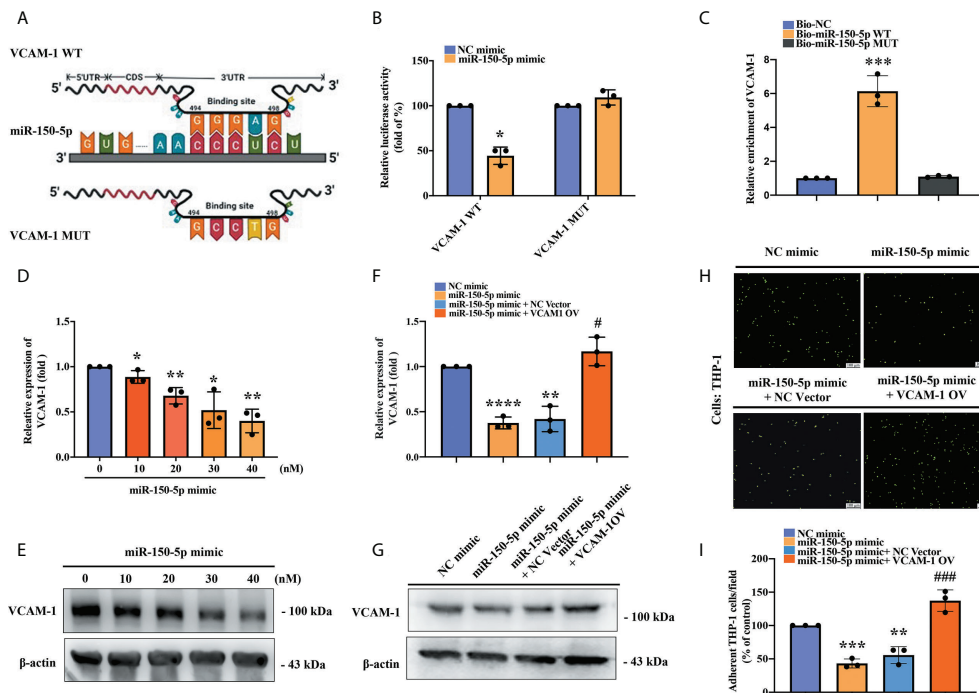 A
VCAM-1 WT
5'UTR CDS 3'UTR
5' 3'
Binding site
494 498
G G G A G
miR-150-5p
G U G ...... A A C C C U C U
3' 5'
5' 3'
Binding site
494 498
G C C T G
VCAM-1 MUT
B
NC mimic
miR-150-5p mimic
Relative luciferase activity
(fold of %)
150
100
50
0
*
VCAM-1 WT
VCAM-1 MUT
C
Bio-NC
Bio-miR-150-5p WT
Bio-miR-150-5p MUT
Relative enrichment of VCAM-1
8
6
4
2
0
***
D
Releative expression of
VCAM-1 (fold)
1.5
1.0
0.5
0.0
* ** * **
0 10 20 30 40 (nM)
miR-150-5p mimic
F
NC mimic
miR-150-5p mimic
miR-150-5p mimic + NC Vector
miR-150-5p mimic + VCAM1 OV
Relative expression of
VCAM-1 (fold )
1.5
1.0
0.5
0.0
**** ** #
H
NC mimic miR-150-5p mimic
Cells: THP-1
miR-150-5p mimic
+ NC Vector
miR-150-5p mimic
+ VCAM-1 OV
E
miR-150-5p mimic
0 10 20 30 40 (nM)
VCAM-1 - 100 kDa
β-actin - 43 kDa
G
NC mimic
miR-150-5p mimic
miR-150-5p mimic
+ NC Vector
miR-150-5p mimic
+ VCAM-1OV
VCAM-1 - 100 kDa
β-actin - 43 kDa
I
NC mimic
miR-150-5p mimic
miR-150-5p mimic+ NC Vector
miR-150-5p mimic+ VCAM-1 OV
Adherent THP-1 cells/field
(% of control)
200
150
100
50
0
*** ** ###